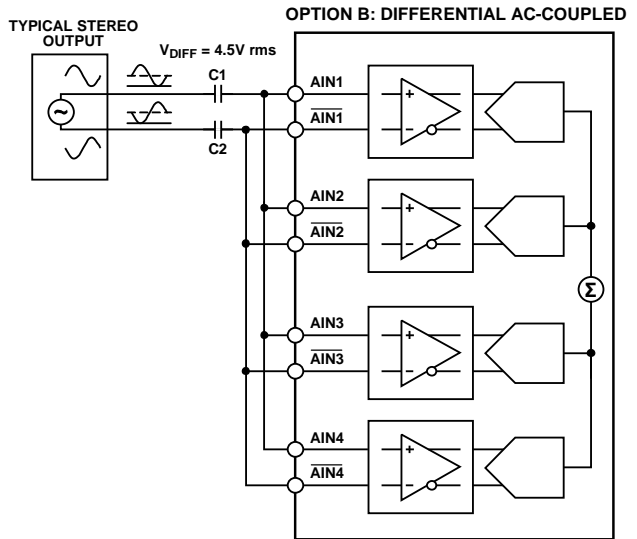 OPTION B: DIFFERENTIAL AC-COUPLED
TYPICAL STEREO
OUTPUT
VDIFF = 4.5V rms
C1
C2
~
AIN1
+
AIN1
–
AIN2
+
AIN2
–
Σ
AIN3
+
AIN3
–
AIN4
+
AIN4
–